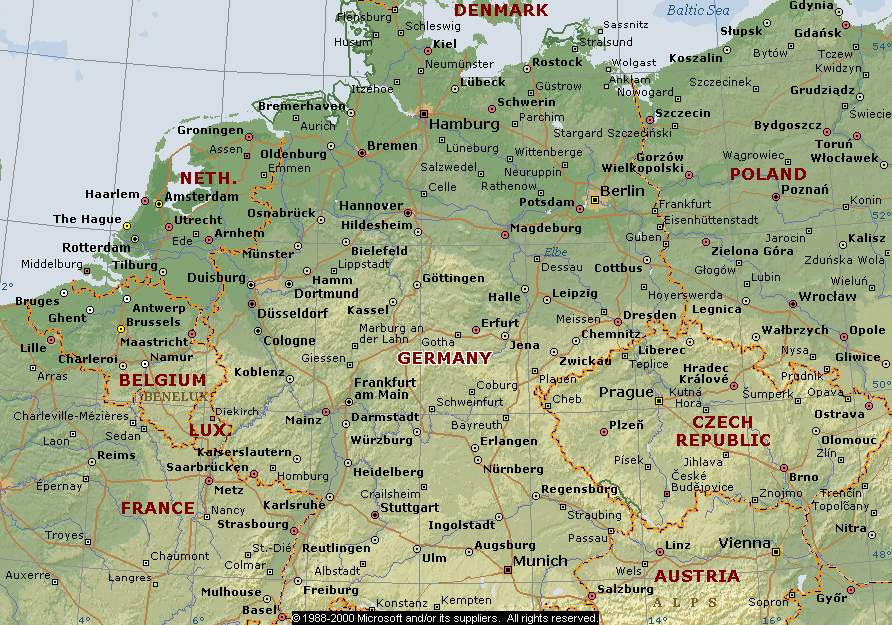 DENMARK
Baltic Sea
Gdynia
Flensburg
Schleswig
Sassnitz
Słupsk
Gdańsk
Husum
Kiel
Stralsund
Koszalin
Bytów
Tczew
54°
Neumünster
Rostock
Wolgast
Kwidzyn
Itzehoe
Lübeck
Güstrow
Anklam
Nowogard
Szczecinek
Grudziądz
Bremerhaven
Schwerin
Szczecin
Świecie
Groningen
Aurich
Hamburg
Parchim
Stargard Szczeciński
Bydgoszcz
Assen
Oldenburg
Bremen
Lüneburg
Wittenberge
Gorzów
Wielkopolski
Wągrowiec
Toruń
Włocławek
NETH.
Emmen
Salzwedel
Neuruppin
POLAND
Haarlem
Amsterdam
Celle
Rathenow
Berlin
Poznań
The Hague
Utrecht
Osnabrück
Hannover
Potsdam
Frankfurt
Konin
Rotterdam
Ede
Arnhem
Hildesheim
Magdeburg
Eisenhüttenstadt
52°
Middelburg
Tilburg
Münster
Bielefeld
Elbe
Guben
Jarocin
Kalisz
Duisburg
Lippstadt
Dessau
Cottbus
Zielona Góra
Zduńska Wola
2°
Hamm
Göttingen
Głogów
Lubin
Wieluń
Bruges
Dortmund
Halle
Leipzig
Hoyerswerda
Wrocław
Ghent
Antwerp
Düsseldorf
Kassel
Meissen
Dresden
Legnica
Brussels
Marburg an
der Lahn
Gotha
Erfurt
Chemnitz
Wałbrzych
Opole
Lille
Maastricht
Cologne
Jena
Liberec
Nysa
Gliwice
Charleroi
Namur
Giessen
GERMANY
Zwickau
Teplice
Hradec
Králové
Arras
BELGIUM
Koblenz
Frankfurt
am Main
Coburg
Plauen
Prague
Kutná
Hora
Prudnik
50°
BENELUX
Schweinfurt
Cheb
Šumperk
Opava
Charleville-Mézières
Diekirch
Mainz
Darmstadt
Bayreuth
Plzeň
CZECH
REPUBLIC
Ostrava
Laon
Sedan
LUX.
Würzburg
Erlangen
Olomouc
Reims
Kaiserslautern
Saarbrücken
Heidelberg
Nürnberg
Písek
Jihlava
Zlín
Épernay
Homburg
České
Budějovice
Brno
Metz
Crailsheim
Regensburg
Znojmo
Trenčín
FRANCE
Nancy
Karlsruhe
Stuttgart
Straubing
Topolčany
Strasbourg
Ingolstadt
Nitra
Troyes
St.-Dié
Reutlingen
Passau
Linz
Vienna
Chaumont
Colmar
Ulm
Augsburg
48°
Auxerre
Langres
Albstadt
Munich
Wels
AUSTRIA
Mulhouse
Freiburg
Salzburg
ALPS
Sopron
Győr
Basel
Konstanz
Kempten
4°
6°
14°
16°
© 1988-2000 Microsoft and/or its suppliers. All rights reserved.